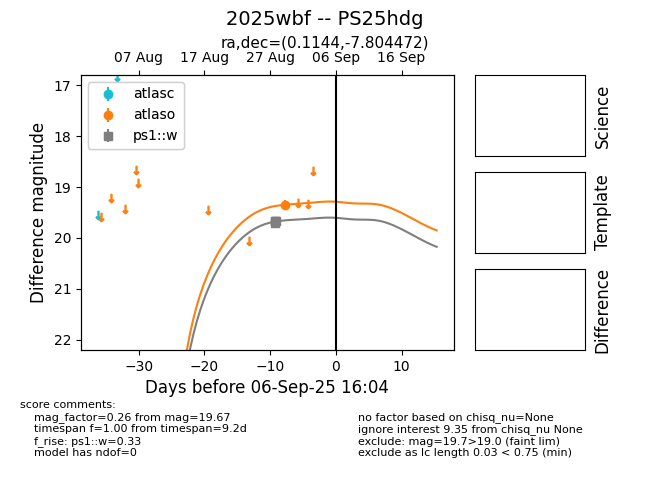 2025wbf -- PS25hdg
ra,dec=(0.1144,-7.804472)
07 Aug 17 Aug 27 Aug 06 Sep 16 Sep
atlasc
atlaso
ps1::w
Difference magnitude
17
18
19
20
21
22
−30 −20 −10 0 10
Days before 06-Sep-25 16:04
Science
Template
Difference
score comments:
mag_factor=0.26 from mag=19.67
timespan f=1.00 from timespan=9.2d
f_rise: ps1::w=0.33
model has ndof=0
no factor based on chisq_nu=None
ignore interest 9.35 from chisq_nu None
exclude: mag=19.7>19.0 (faint lim)
exclude as lc length 0.03 < 0.75 (min)